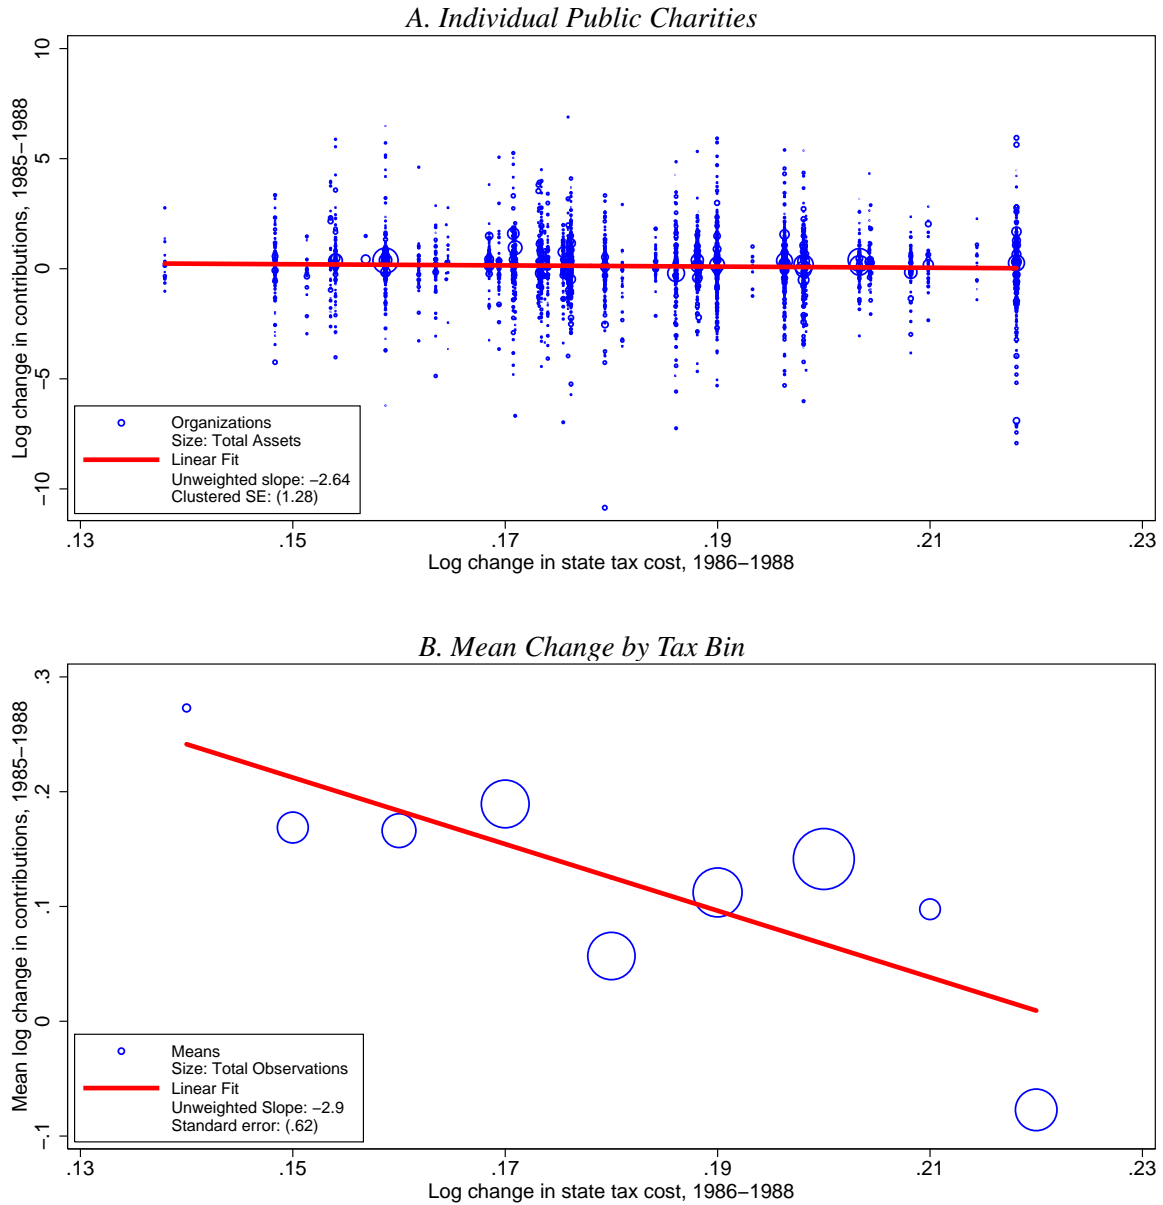 A. Individual Public Charities
10
5
0
−5
−10
Log change in contributions, 1985−1988
Organizations
Size: Total Assets
Linear Fit
Unweighted slope: −2.64
Clustered SE: (1.28)
.13 .15 .17 .19 .21 .23
Log change in state tax cost, 1986−1988
B. Mean Change by Tax Bin
.3
.2
.1
0
−.1
Mean log change in contributions, 1985−1988
Means
Size: Total Observations
Linear Fit
Unweighted Slope: −2.9
Standard error: (.62)
.13 .15 .17 .19 .21 .23
Log change in state tax cost, 1986−1988